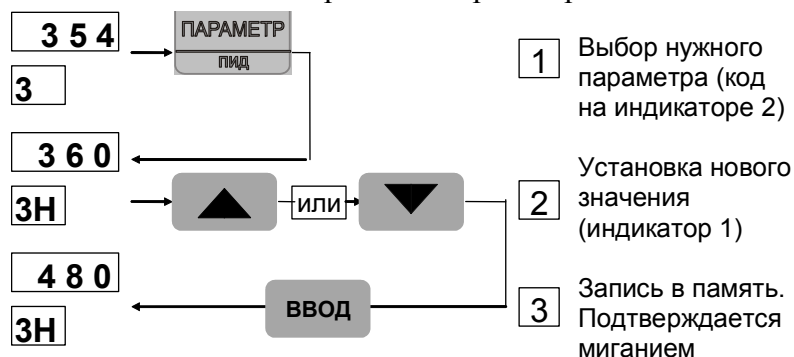 3 5 4
ПАРАМЕТР
ПИД
3
1
Выбор нужного
параметра (код
на индикаторе 2)
3 6 0
3Н
или
2
Установка нового
значения
(индикатор 1)
4 8 0
3Н
ВВОД
3
Запись в память.
Подтверждается
миганием